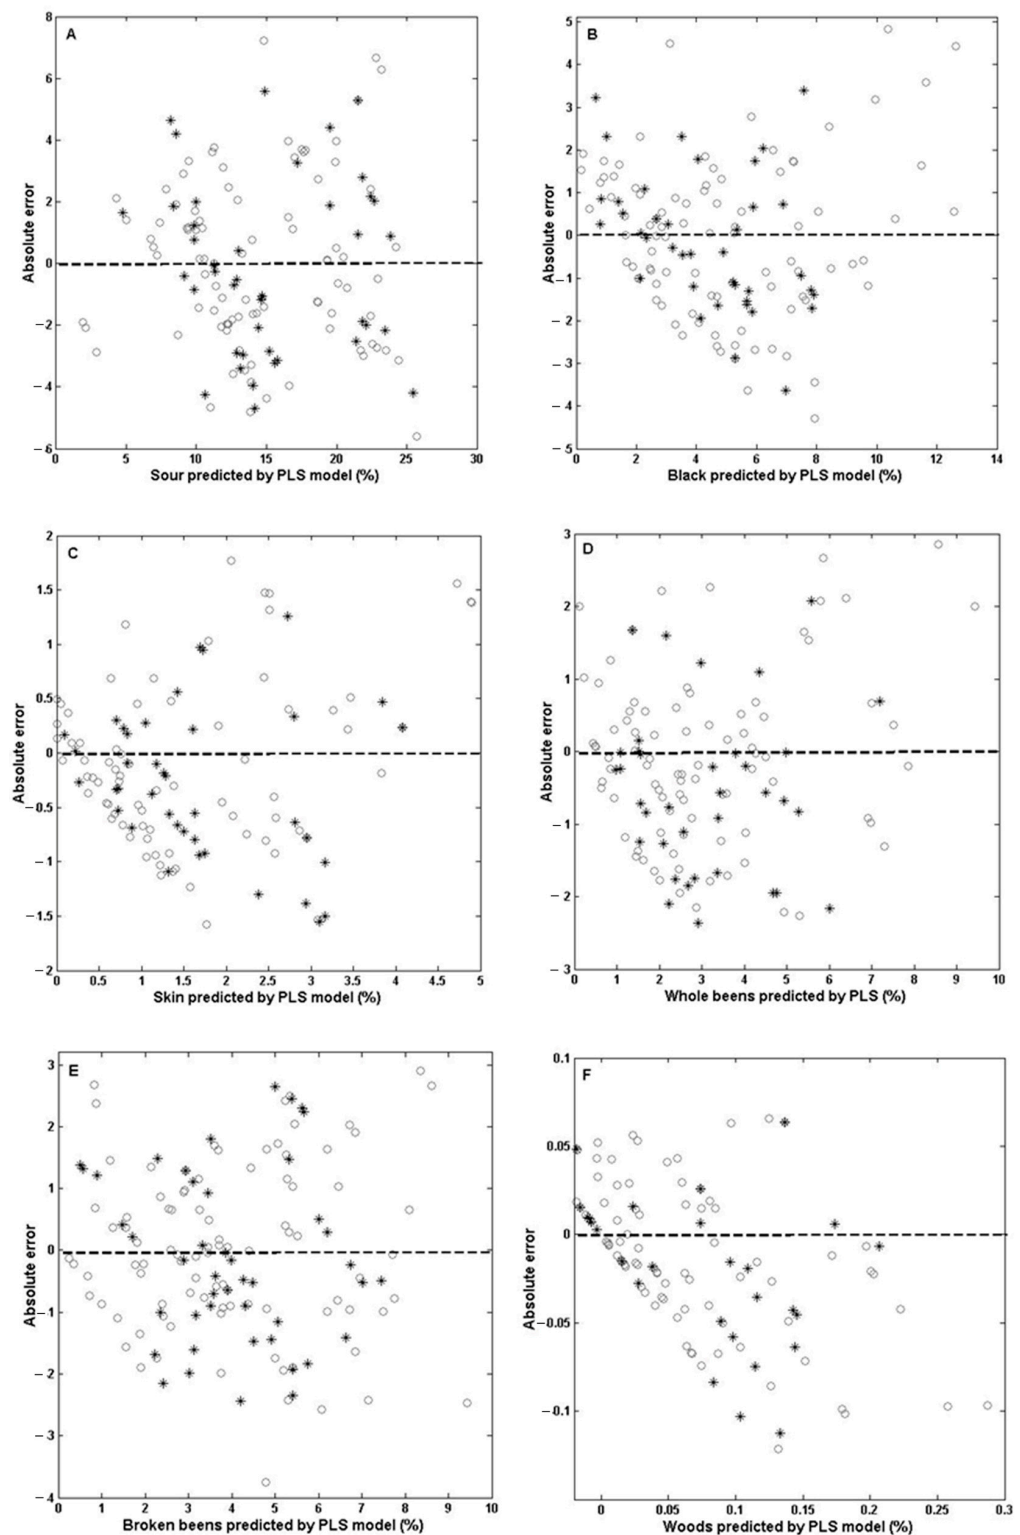 A
Absolute error
8
6
4
2
0
−2
−4
−6
0 5 10 15 20 25 30
Sour predicted by PLS model (%)
B
Absolute error
5
4
3
2
1
0
−1
−2
−3
−4
−5
0 2 4 6 8 10 12 14
Black predicted by PLS model (%)
C
Absolute error
2
1.5
1
0.5
0
−0.5
−1
−1.5
−2
0 0.5 1 1.5 2 2.5 3 3.5 4 4.5 5
Skin predicted by PLS model (%)
D
Absolute error
3
2
1
0
−1
−2
−3
0 1 2 3 4 5 6 7 8 9 10
Whole beens predicted by PLS (%)
E
Absolute error
3
2
1
0
−1
−2
−3
−4
0 1 2 3 4 5 6 7 8 9 10
Broken beens predicted by PLS model (%)
F
Absolute error
0.1
0.05
0
−0.05
−0.1
0 0.05 0.1 0.15 0.2 0.25 0.3
Woods predicted by PLS model (%)